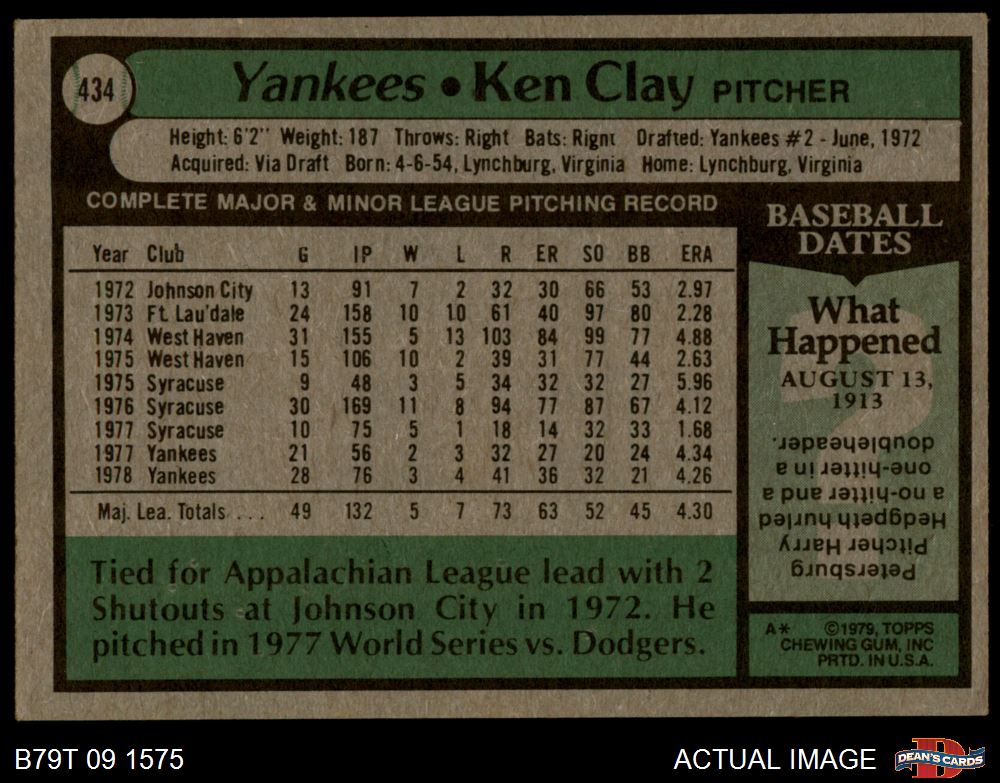 434
Yankees • Ken Clay PITCHER
Height: 6'2" Weight: 187 Throws: Right Bats: Right Drafted: Yankees #2 - June, 1972
Acquired: Via Draft Born: 4-6-54, Lynchburg, Virginia Home: Lynchburg, Virginia
COMPLETE MAJOR & MINOR LEAGUE PITCHING RECORD
Year Club G IP W L R ER SO BB ERA
1972 Johnson City 13 91 7 2 32 30 66 53 2.97
1973 Ft. Lau'dale 24 158 10 10 61 40 97 80 2.28
1974 West Haven 31 155 5 13 103 84 99 77 4.88
1975 West Haven 15 106 10 2 39 31 77 44 2.63
1975 Syracuse 9 48 3 5 34 32 32 27 5.96
1976 Syracuse 30 169 11 8 94 77 87 67 4.12
1977 Syracuse 10 75 5 1 18 14 32 33 1.68
1977 Yankees 21 56 2 3 32 27 20 24 4.34
1978 Yankees 28 76 3 4 41 36 32 21 4.26
Maj. Lea. Totals . . . 49 132 5 7 73 63 52 45 4.30
Tied for Appalachian League lead with 2
Shutouts at Johnson City in 1972. He
pitched in 1977 World Series vs. Dodgers.
BASEBALL
DATES
What
Happened
AUGUST 13,
1913
Petersburg
Pitcher Harry
Hedgpeth hurled
a no-hitter and a
one-hitter in a
doubleheader.
A* ©1979, TOPPS
CHEWING GUM, INC
PRTD. IN U.S.A.
B79T 09 1575
ACTUAL IMAGE
DEAN'S CARDS